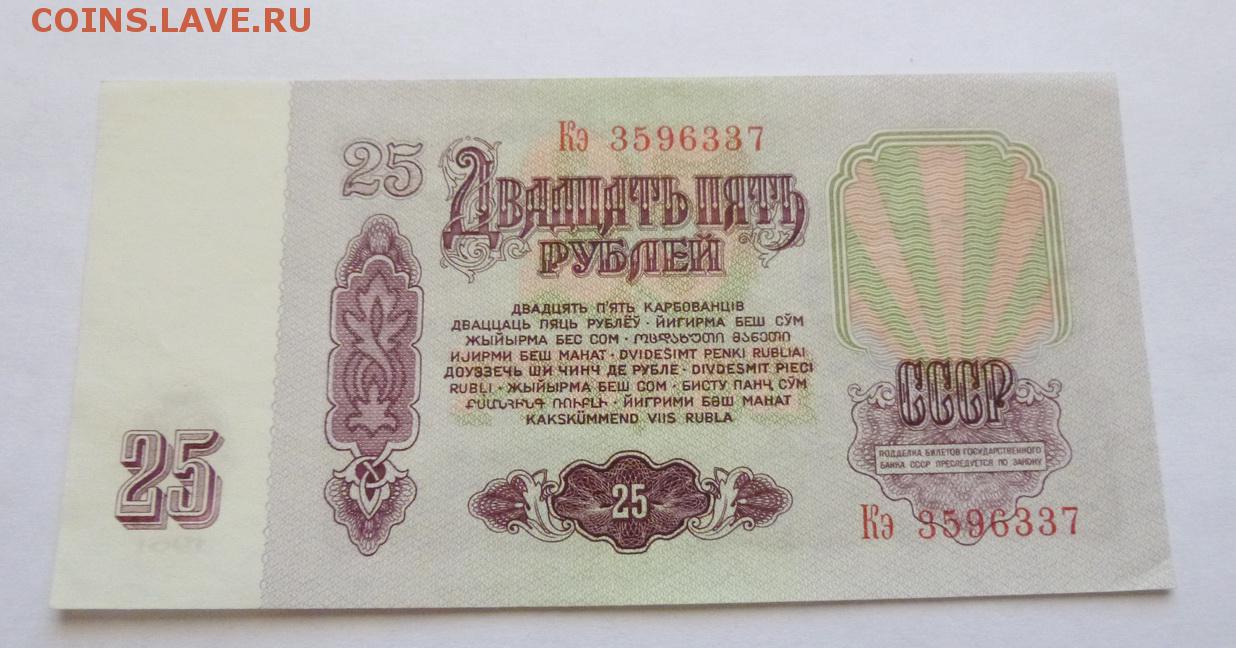 COINS.LAVE.RU
Кэ 3596337
25
Двадцать пять
рублей
ДВАДЦЯТЬ П'ЯТЬ КАРБОВАНЦІВ
ДВАЦЦАЦЬ ПЯЦЬ РУБЛЁЎ · ЙИГИРМА БЕШ СЎМ
ЖЫЙЫРМА БЕС СОМ · ᲝᲪᲓᲐᲮᲣᲗᲘ ᲛᲐᲜᲔᲗᲘ
ИЈИРМИ БЕШ МАНАТ · DVIDEŠIMT PENKI RUBLIAI
ДОУЭЗЕЧЬ ШИ ЧИНЧ ДЕ РУБЛЕ · DIVDESMIT PIECI
RUBĻI · ЖЫЙЫРМА БЕШ СОМ · БИСТУ ПАНҶ СЎМ
ՔՍԱՆՀԻՆԳ ՌՈՒԲԼԻ · ЙИГРИМИ БӘШ МАНАТ
KAKSKÜMMEND VIIS RUBLA
СССР
ПОДДЕЛКА БИЛЕТОВ ГОСУДАРСТВЕННОГО
БАНКА СССР ПРЕСЛЕДУЕТСЯ ПО ЗАКОНУ
25
25
Кэ 3596337